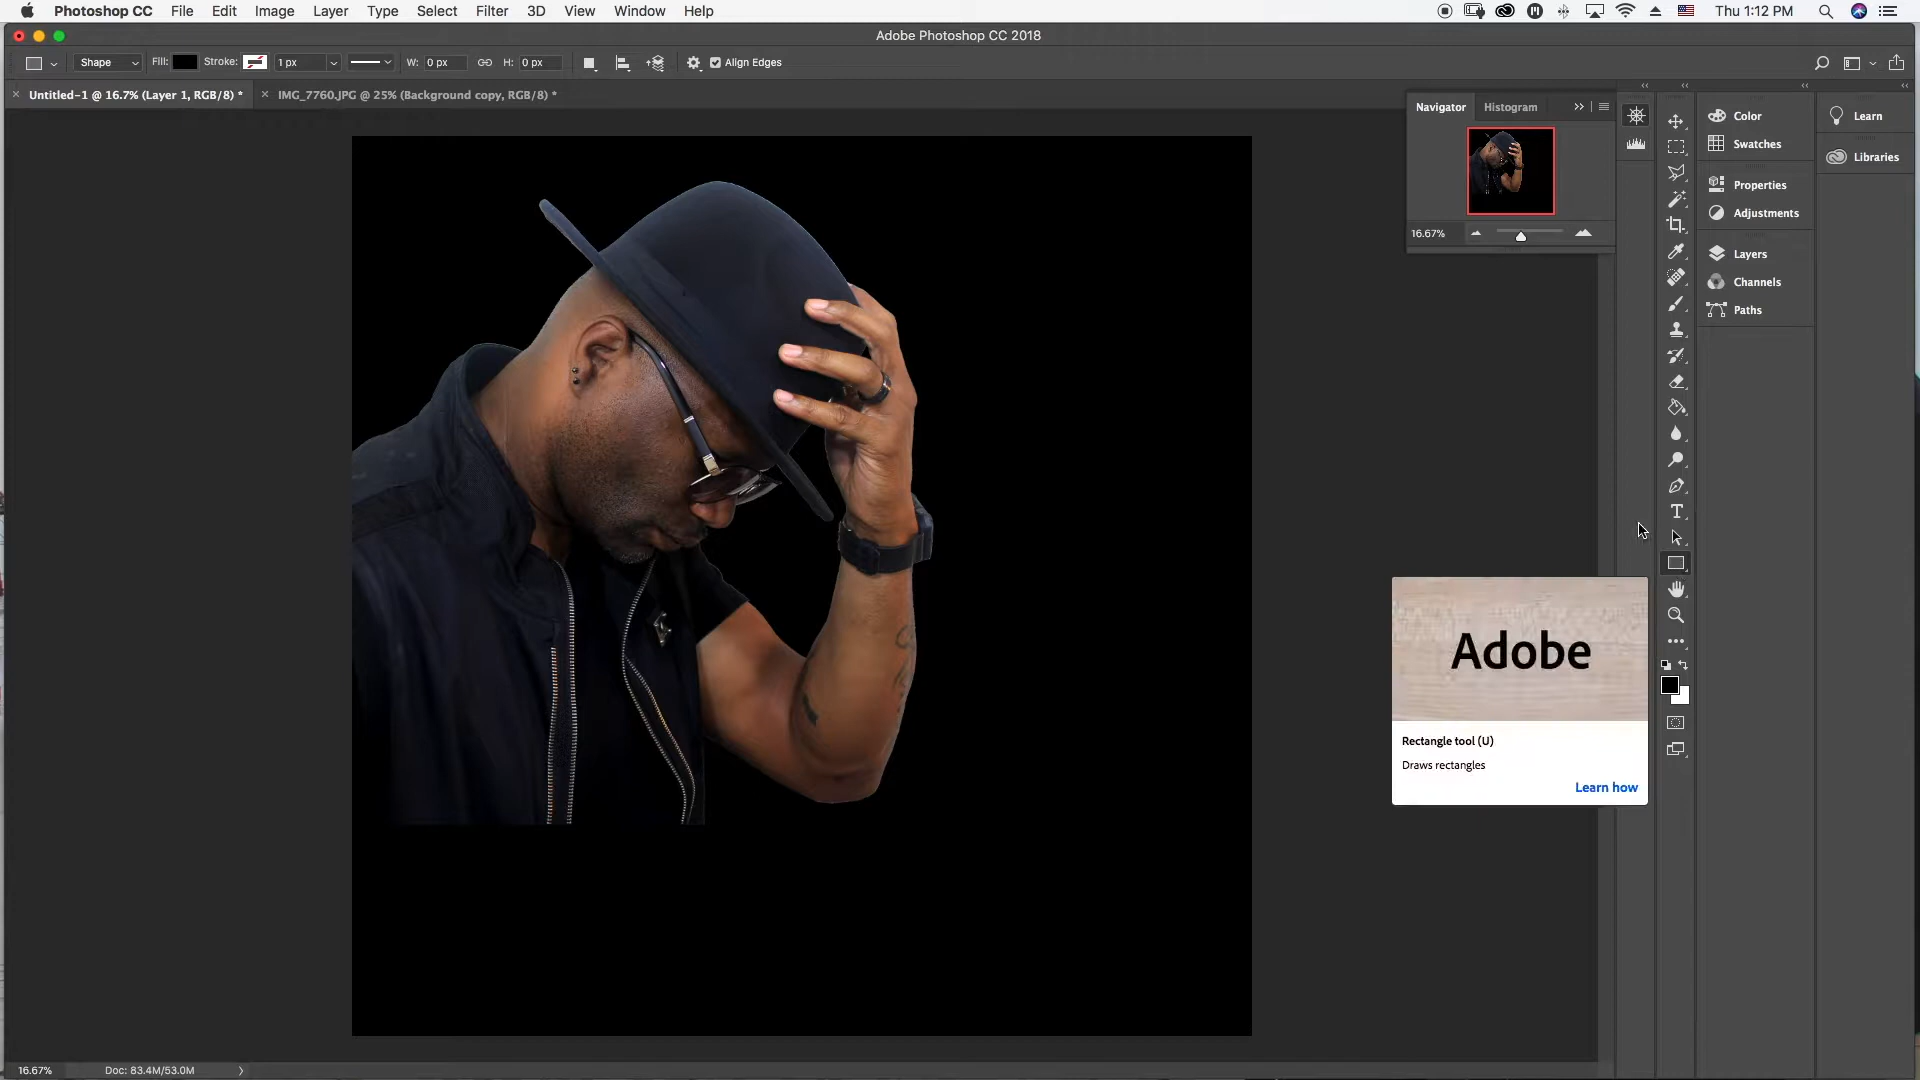 Photoshop CC File Edit Image Layer Type Select Filter 3D View Window Help Thu 1:12 PM
Adobe Photoshop CC 2018
Shape Fill: Stroke: 1 px W: 0 px H: 0 px Align Edges
× Untitled-1 @ 16.7% (Layer 1, RGB/8) * × IMG_7760.JPG @ 25% (Background copy, RGB/8) *
Navigator Histogram
16.67%
Color
Swatches
Properties
Adjustments
Layers
Channels
Paths
Learn
Libraries
Adobe
Rectangle tool (U)
Draws rectangles
Learn how
16.67% Doc: 83.4M/53.0M